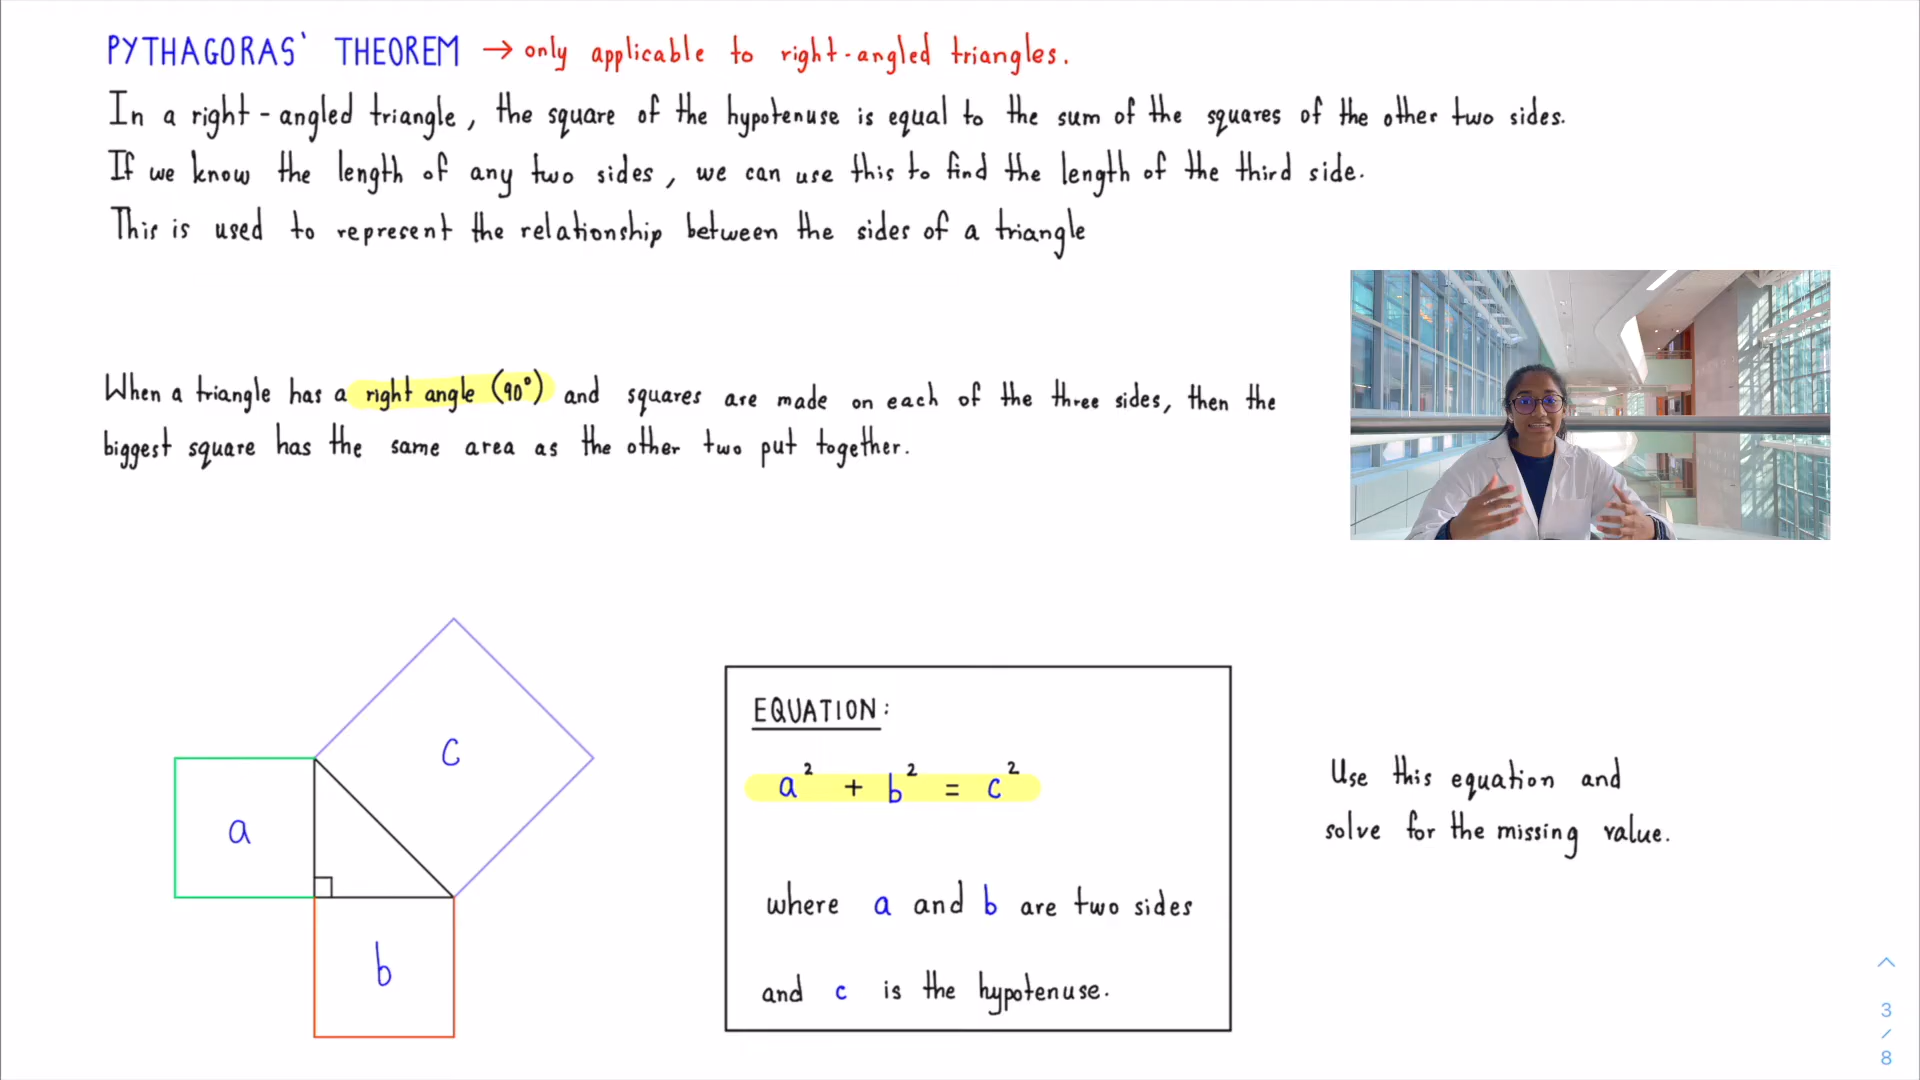 PYTHAGORAS' THEOREM → only applicable to right-angled triangles.
In a right-angled triangle, the square of the hypotenuse is equal to the sum of the squares of the other two sides.
If we know the length of any two sides, we can use this to find the length of the third side.
This is used to represent the relationship between the sides of a triangle
When a triangle has a right angle (90°) and squares are made on each of the three sides, then the
biggest square has the same area as the other two put together.
c
a
b
EQUATION:
a² + b² = c²
where a and b are two sides
and c is the hypotenuse.
Use this equation and
solve for the missing value.
3
/
8